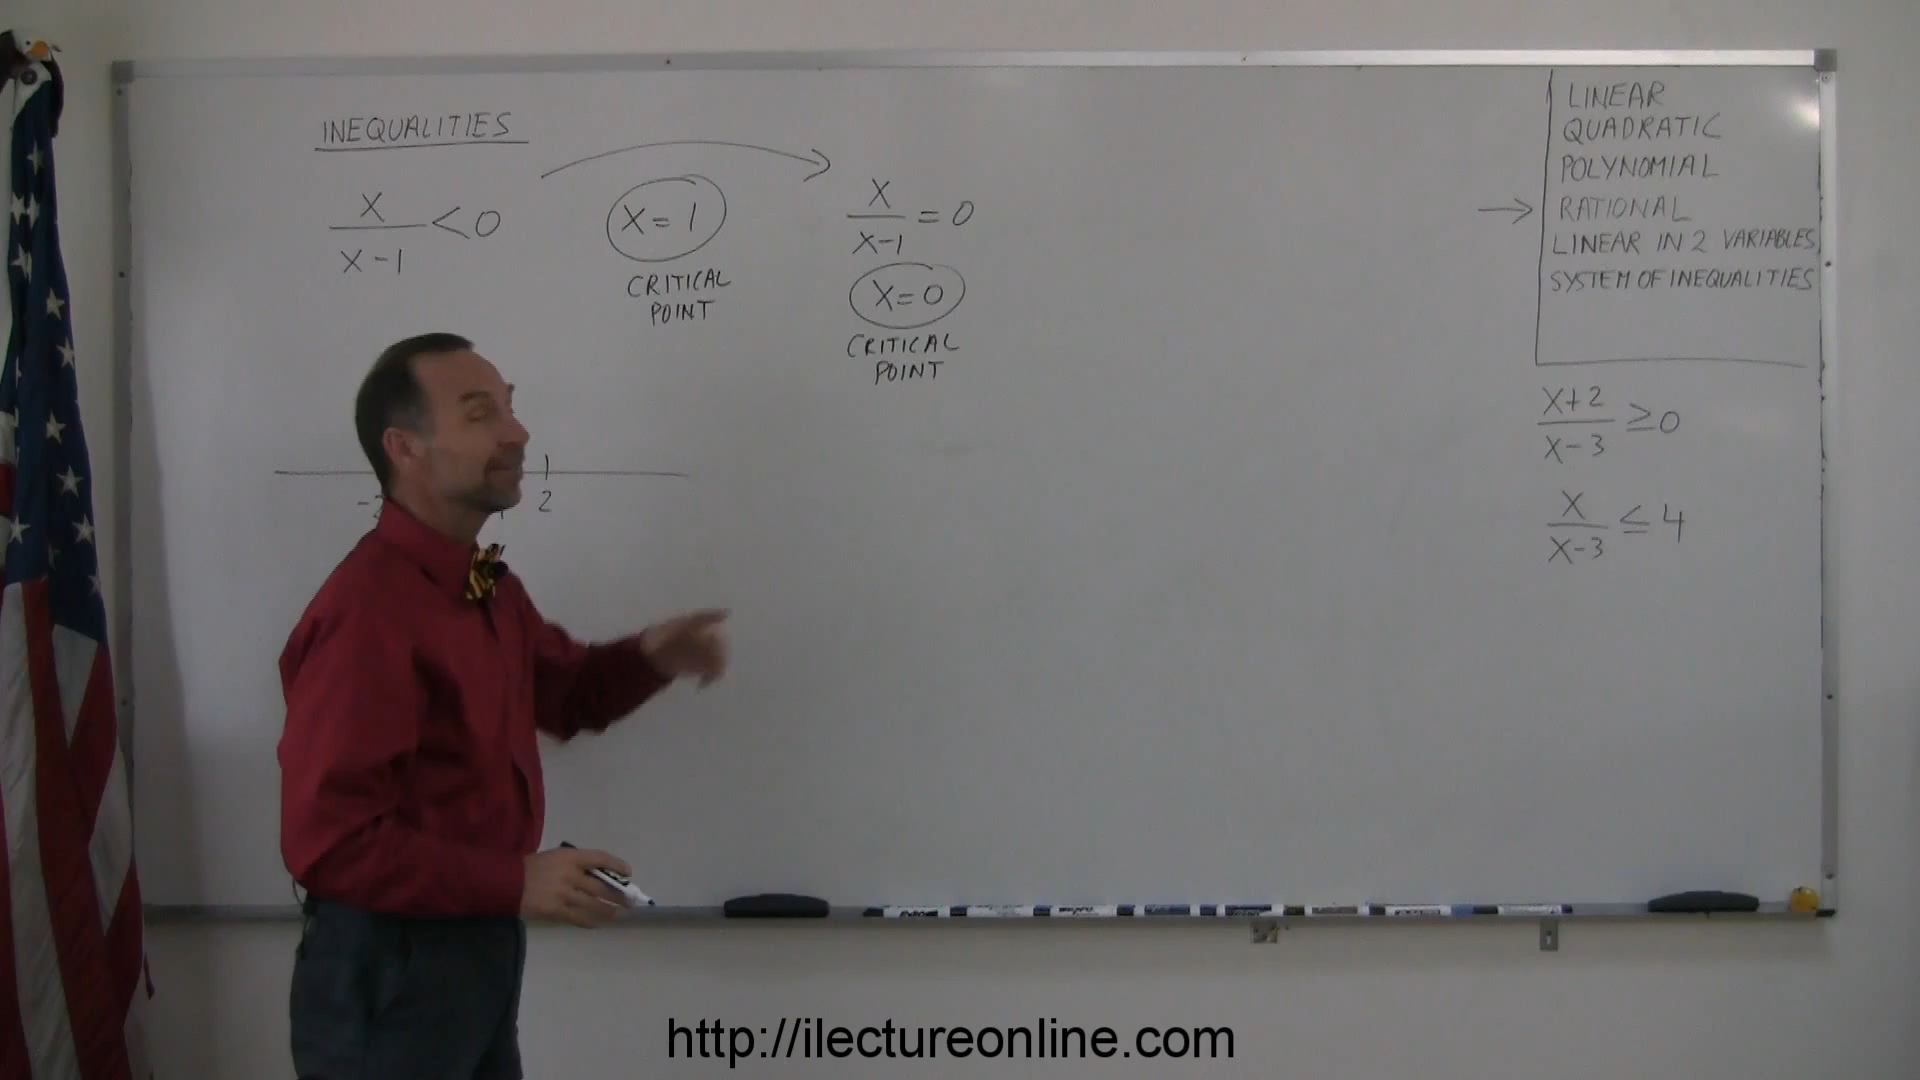 INEQUALITIES
x/(x-1) < 0
x = 1
CRITICAL
POINT
x/(x-1) = 0
x = 0
CRITICAL
POINT
2
LINEAR
QUADRATIC
POLYNOMIAL
→ RATIONAL
LINEAR IN 2 VARIABLES
SYSTEM OF INEQUALITIES
(x+2)/(x-3) ≥ 0
x/(x-3) ≤ 4
EXPO
http://ilectureonline.com